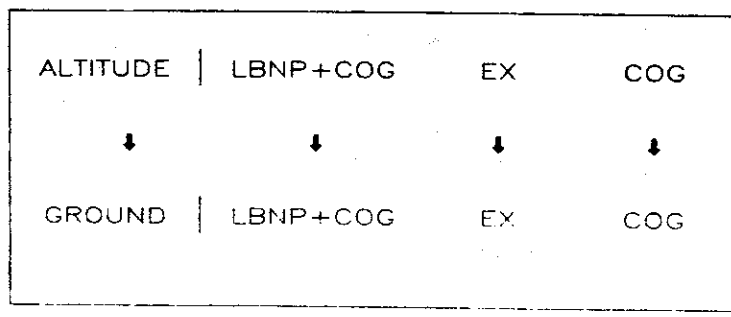 ALTITUDE | LBNP+COG EX COG
GROUND | LBNP+COG EX COG